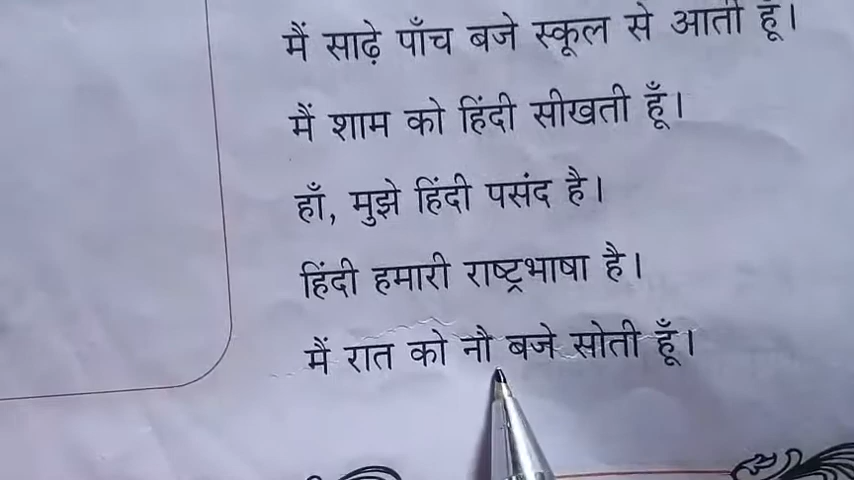 मैं साढ़े पाँच बजे स्कूल से आती हूँ।
मैं शाम को हिंदी सीखती हूँ।
हाँ, मुझे हिंदी पसंद है।
हिंदी हमारी राष्ट्रभाषा है।
मैं रात को नौ बजे सोती हूँ।